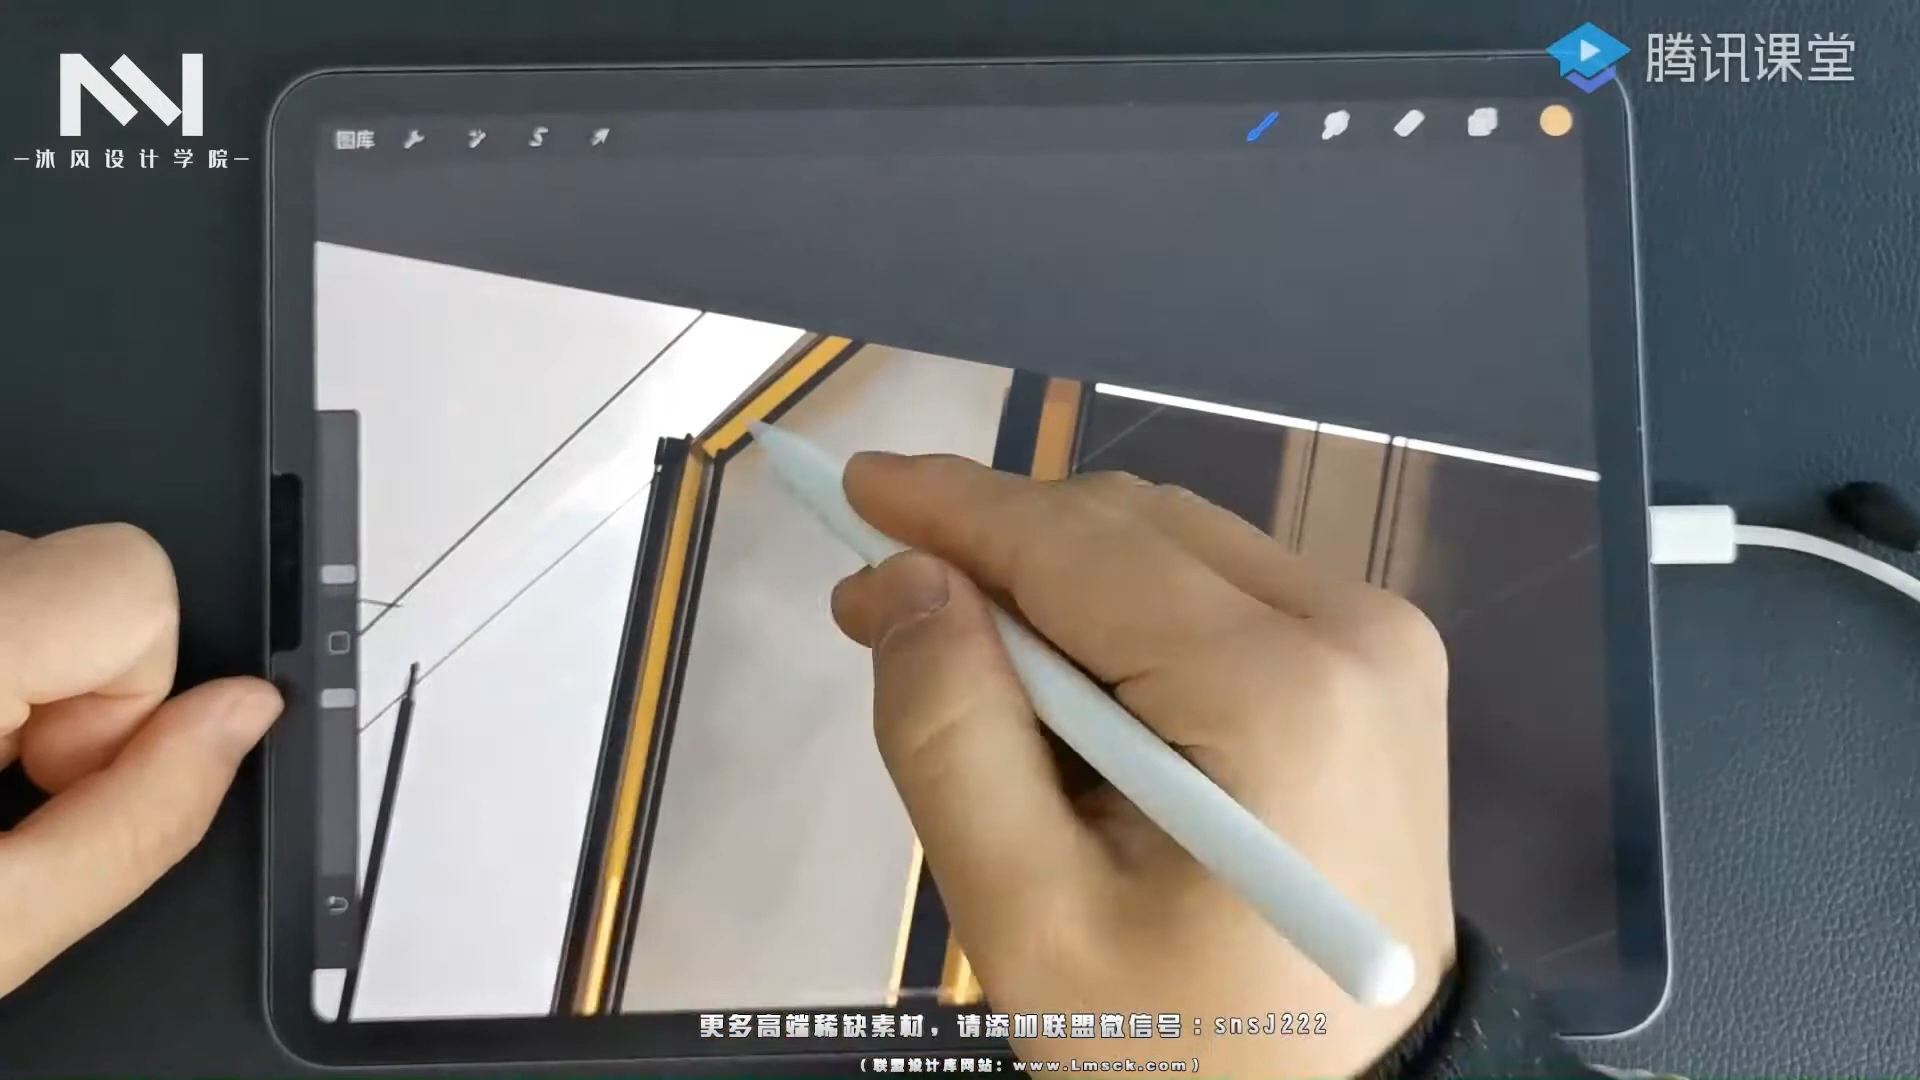 沐风设计学院
腾讯课堂
图库
更多高端稀缺素材，请添加联盟微信号：snsJ222
（联盟设计库网站：www.Lmsck.com）